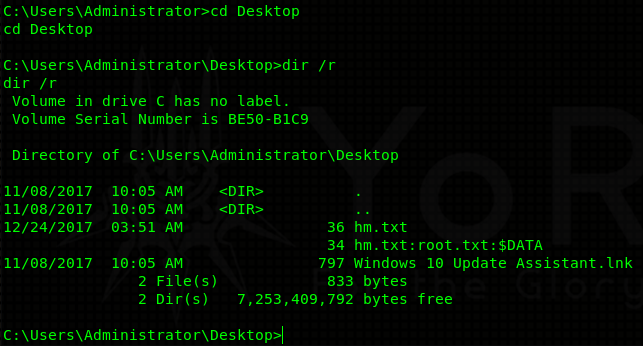 C:\Users\Administrator>cd Desktop
cd Desktop
C:\Users\Administrator\Desktop>dir /r
dir /r
 Volume in drive C has no label.
 Volume Serial Number is BE50-B1C9
 Directory of C:\Users\Administrator\Desktop
11/08/2017  10:05 AM    <DIR>          .
11/08/2017  10:05 AM    <DIR>          ..
12/24/2017  03:51 AM                36 hm.txt
                                    34 hm.txt:root.txt:$DATA
11/08/2017  10:05 AM               797 Windows 10 Update Assistant.lnk
               2 File(s)            833 bytes
               2 Dir(s)   7,253,409,792 bytes free
C:\Users\Administrator\Desktop>